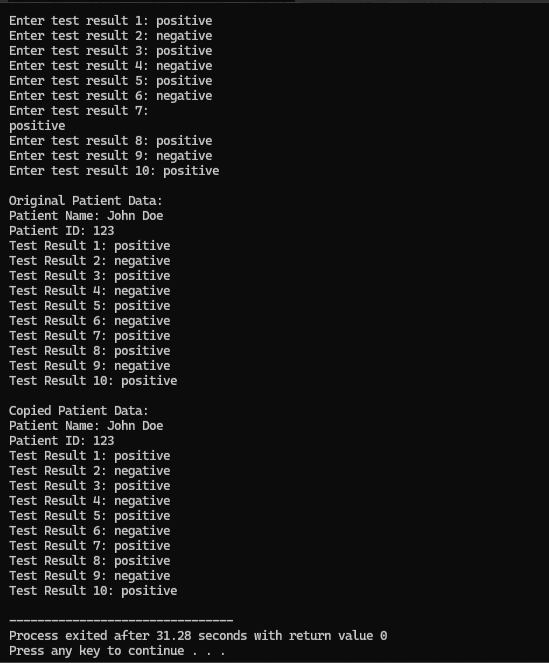 Enter test result 1: positive
Enter test result 2: negative
Enter test result 3: positive
Enter test result 4: negative
Enter test result 5: positive
Enter test result 6: negative
Enter test result 7:
positive
Enter test result 8: positive
Enter test result 9: negative
Enter test result 10: positive
Original Patient Data:
Patient Name: John Doe
Patient ID: 123
Test Result 1: positive
Test Result 2: negative
Test Result 3: positive
Test Result 4: negative
Test Result 5: positive
Test Result 6: negative
Test Result 7: positive
Test Result 8: positive
Test Result 9: negative
Test Result 10: positive
Copied Patient Data:
Patient Name: John Doe
Patient ID: 123
Test Result 1: positive
Test Result 2: negative
Test Result 3: positive
Test Result 4: negative
Test Result 5: positive
Test Result 6: negative
Test Result 7: positive
Test Result 8: positive
Test Result 9: negative
Test Result 10: positive
--------------------------------
Process exited after 31.28 seconds with return value 0
Press any key to continue . . .